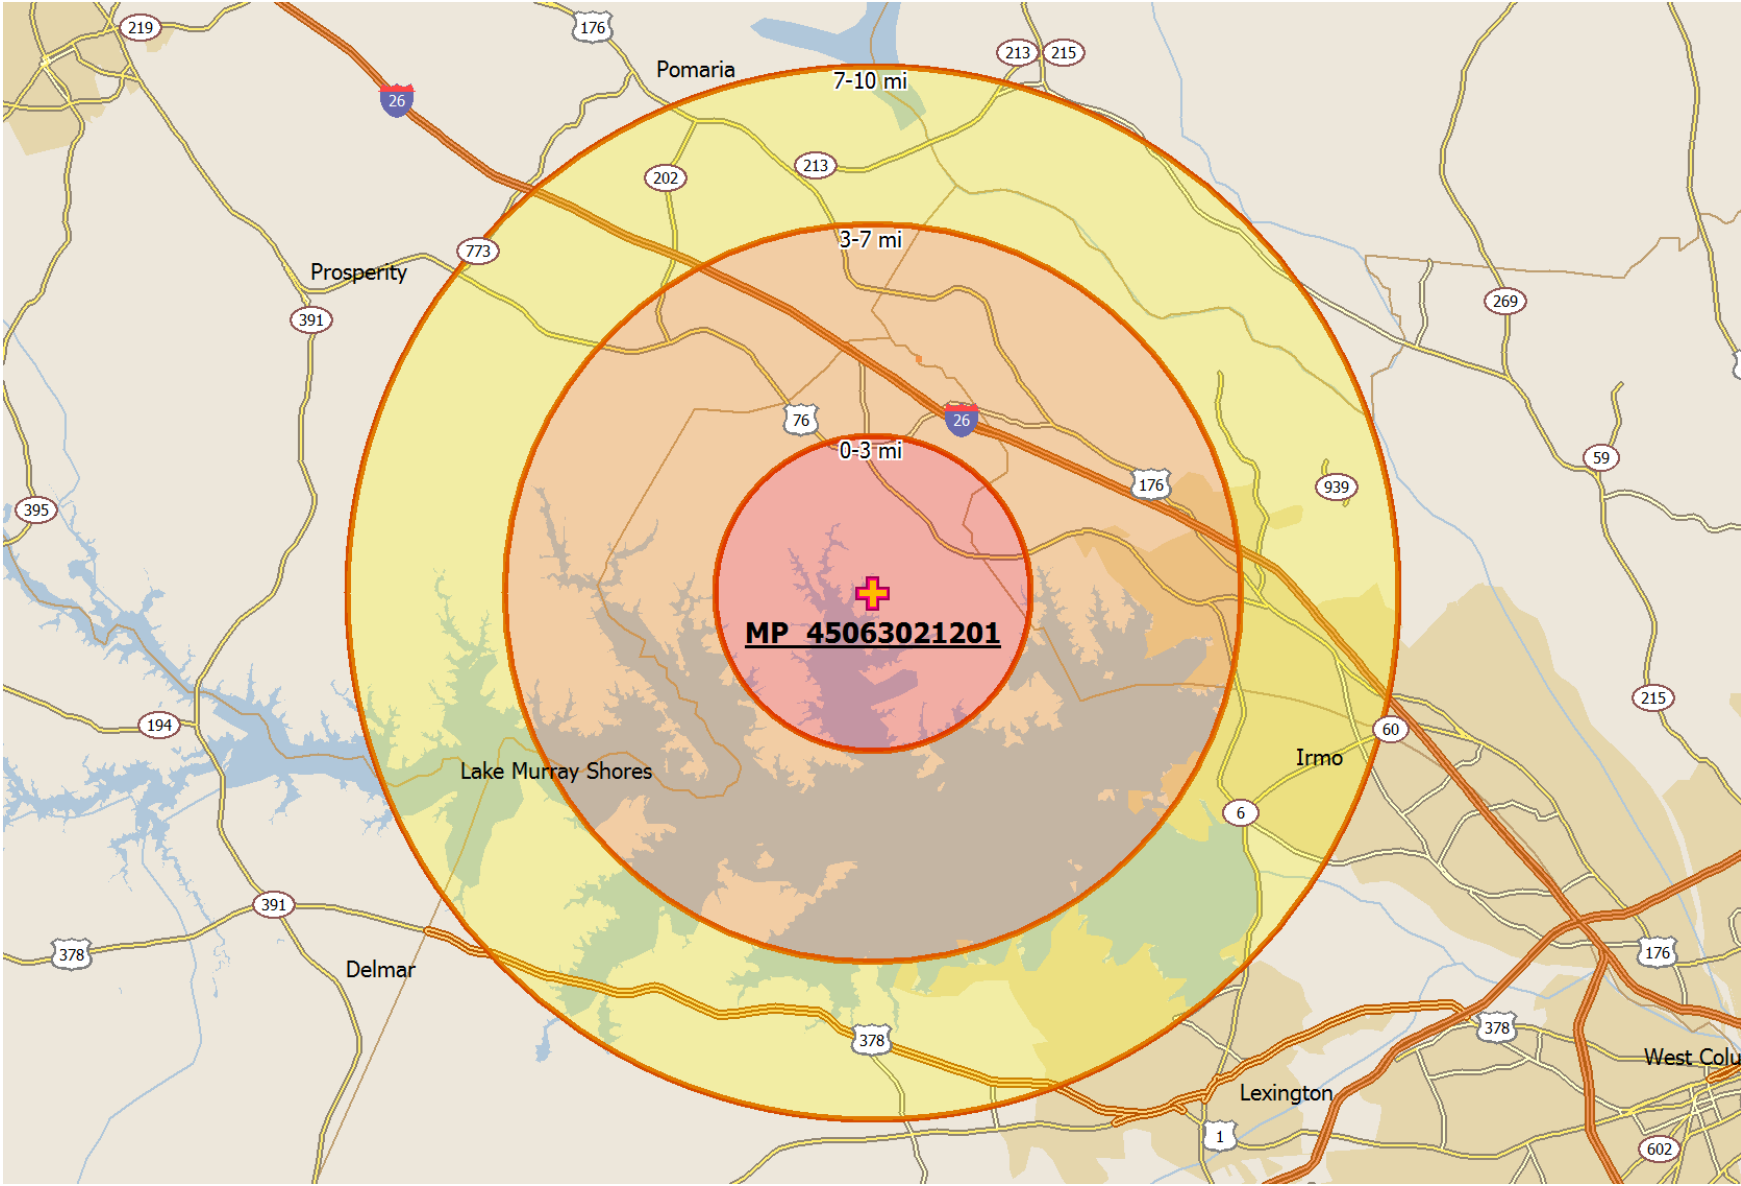 219
176
213
215
Pomaria
7-10 mi
26
213
202
3-7 mi
773
Prosperity
269
391
76
26
0-3 mi
59
176
939
395
MP_45063021201
215
194
60
Irmo
Lake Murray Shores
6
391
378
176
Delmar
378
378
West Colu
Lexington
1
602